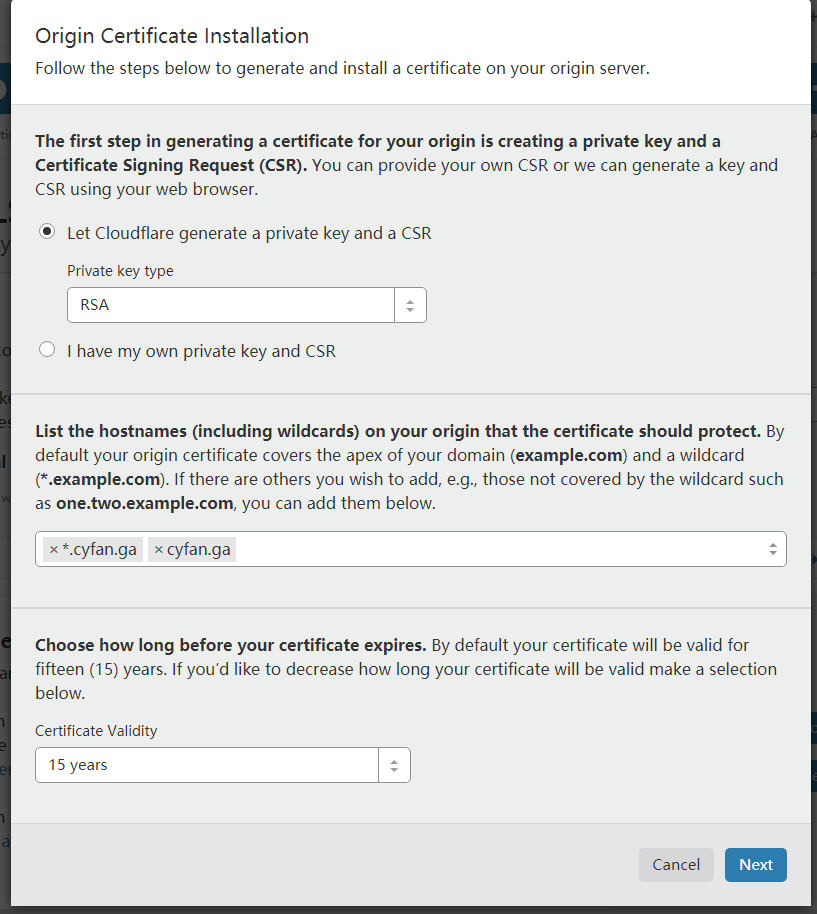 Origin Certificate Installation
Follow the steps below to generate and install a certificate on your origin server.
The first step in generating a certificate for your origin is creating a private key and a
Certificate Signing Request (CSR). You can provide your own CSR or we can generate a key and
CSR using your web browser.
Let Cloudflare generate a private key and a CSR
Private key type
RSA
I have my own private key and CSR
List the hostnames (including wildcards) on your origin that the certificate should protect. By
default your origin certificate covers the apex of your domain (example.com) and a wildcard
(*.example.com). If there are others you wish to add, e.g., those not covered by the wildcard such
as one.two.example.com, you can add them below.
× *.cyfan.ga × cyfan.ga
Choose how long before your certificate expires. By default your certificate will be valid for
fifteen (15) years. If you’d like to decrease how long your certificate will be valid make a selection
below.
Certificate Validity
15 years
Cancel Next